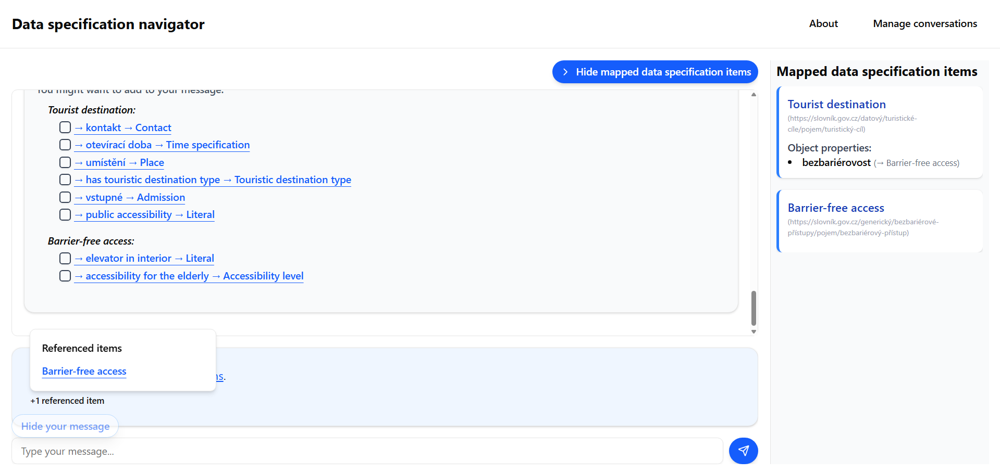 Data specification navigator
About
Manage conversations
Hide mapped data specification items
You might want to add to your message.
Tourist destination:
→ kontakt → Contact
→ otevírací doba → Time specification
→ umístění → Place
→ has touristic destination type → Touristic destination type
→ vstupné → Admission
→ public accessibility → Literal
Barrier-free access:
→ elevator in interior → Literal
→ accessibility for the elderly → Accessibility level
Referenced items
Barrier-free access
+1 referenced item
Hide your message
Type your message...
Mapped data specification items
Tourist destination
(https://slovník.gov.cz/datový/turistické-
cíle/pojem/turistický-cíl)
Object properties:
• bezbariérovost (→ Barrier-free access)
Barrier-free access
(https://slovník.gov.cz/generický/bezbariérové-
přístupy/pojem/bezbariérový-přístup)